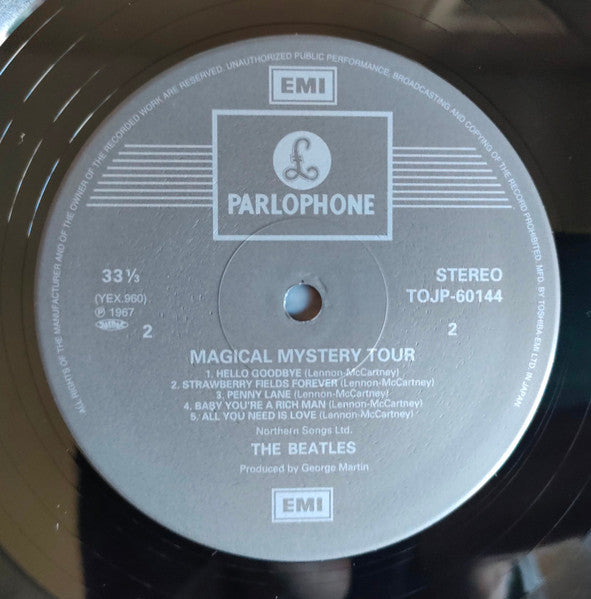 ALL RIGHTS OF THE MANUFACTURER AND OF THE OWNER OF THE RECORDED WORK ARE RESERVED. UNAUTHORIZED PUBLIC PERFORMANCE, BROADCASTING AND COPYING OF THE RECORD PROHIBITED. MFD. BY TOSHIBA-EMI LTD. IN JAPAN.
EMI
£
PARLOPHONE
33 ⅓
STEREO
(YEX.960)
TOJP-60144
℗ 1967
2
2
MAGICAL MYSTERY TOUR
1. HELLO GOODBYE (Lennon-McCartney)
2. STRAWBERRY FIELDS FOREVER (Lennon-McCartney)
3. PENNY LANE (Lennon-McCartney)
4. BABY YOU'RE A RICH MAN (Lennon-McCartney)
5. ALL YOU NEED IS LOVE (Lennon-McCartney)
Northern Songs Ltd.
THE BEATLES
Produced by George Martin
EMI